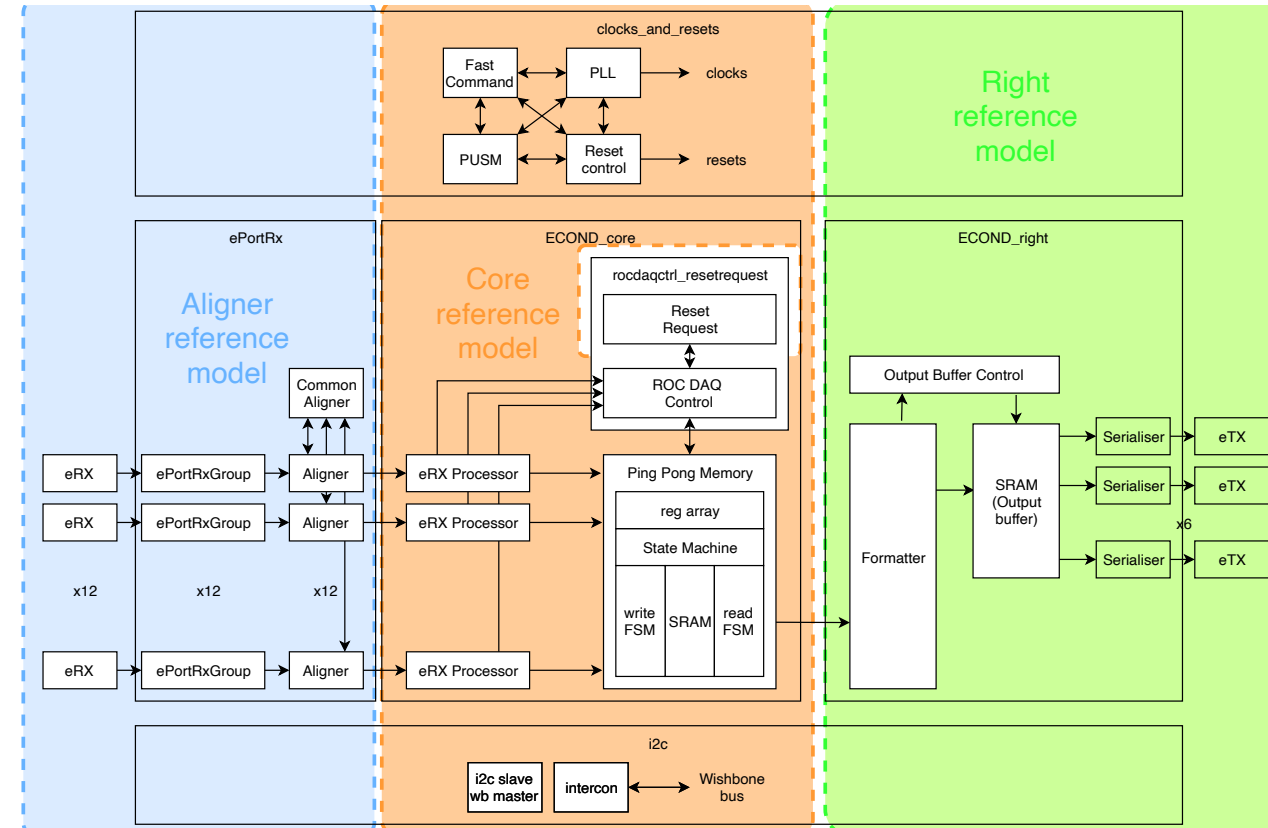 clocks_and_resets
Fast
Command
PLL
clocks
PUSM
Reset
control
resets
Right
reference
model
ePortRx
Aligner
reference
model
Common
Aligner
eRX
ePortRxGroup
Aligner
eRX
ePortRxGroup
Aligner
x12
x12
x12
eRX
ePortRxGroup
Aligner
ECOND_core
Core
reference
model
rocdaqctrl_resetrequest
Reset
Request
ROC DAQ
Control
eRX Processor
eRX Processor
eRX Processor
Ping Pong Memory
reg array
State Machine
write
FSM
SRAM
read
FSM
ECOND_right
Output Buffer Control
Formatter
SRAM
(Output
buffer)
Serialiser
eTX
Serialiser
eTX
x6
Serialiser
eTX
i2c
i2c slave
wb master
intercon
Wishbone
bus